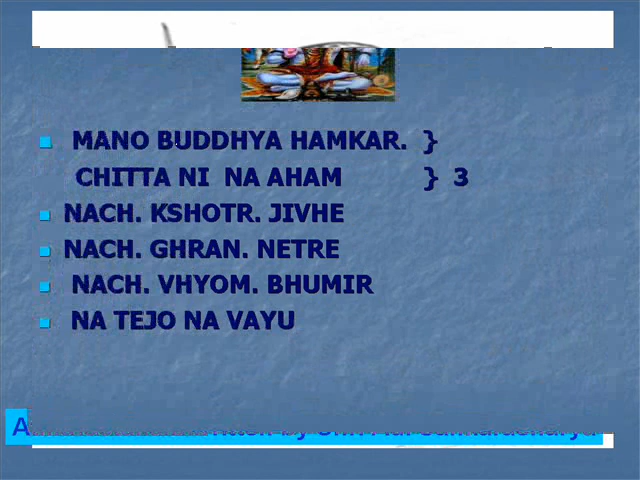 MANO BUDDHYA HAMKAR. }
CHITTA NI NA AHAM } 3
NACH. KSHOTR. JIVHE
NACH. GHRAN. NETRE
NACH. VHYOM. BHUMIR
NA TEJO NA VAYU